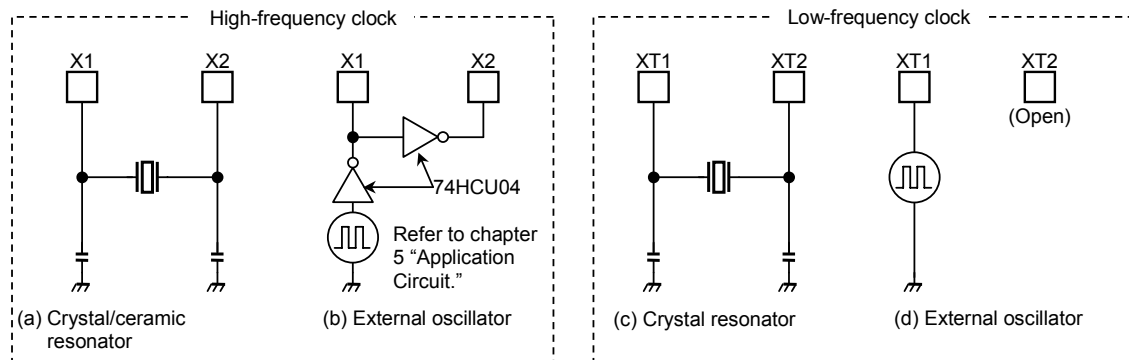 High-frequency clock
X1
X2
X1
X2
74HCU04
Refer to chapter
5 “Application
Circuit.”
(a) Crystal/ceramic
resonator
(b) External oscillator
Low-frequency clock
XT1
XT2
XT1
XT2
(Open)
(c) Crystal resonator
(d) External oscillator